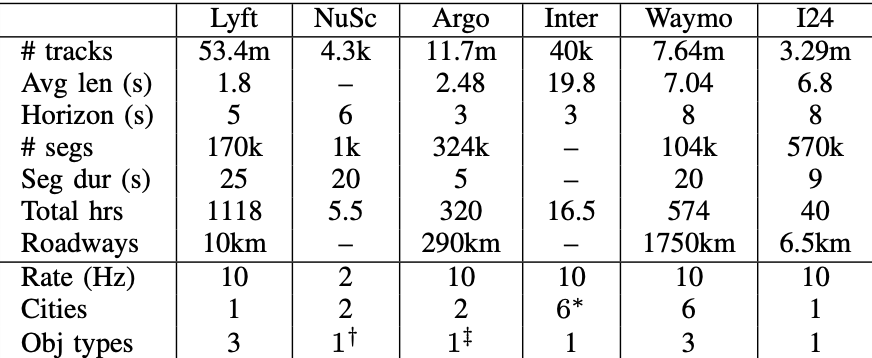 Lyft NuSc Argo Inter Waymo I24
# tracks 53.4m 4.3k 11.7m 40k 7.64m 3.29m
Avg len (s) 1.8 – 2.48 19.8 7.04 6.8
Horizon (s) 5 6 3 3 8 8
# segs 170k 1k 324k – 104k 570k
Seg dur (s) 25 20 5 – 20 9
Total hrs 1118 5.5 320 16.5 574 40
Roadways 10km – 290km – 1750km 6.5km
Rate (Hz) 10 2 10 10 10 10
Cities 1 2 2 6* 6 1
Obj types 3 1† 1‡ 1 3 1